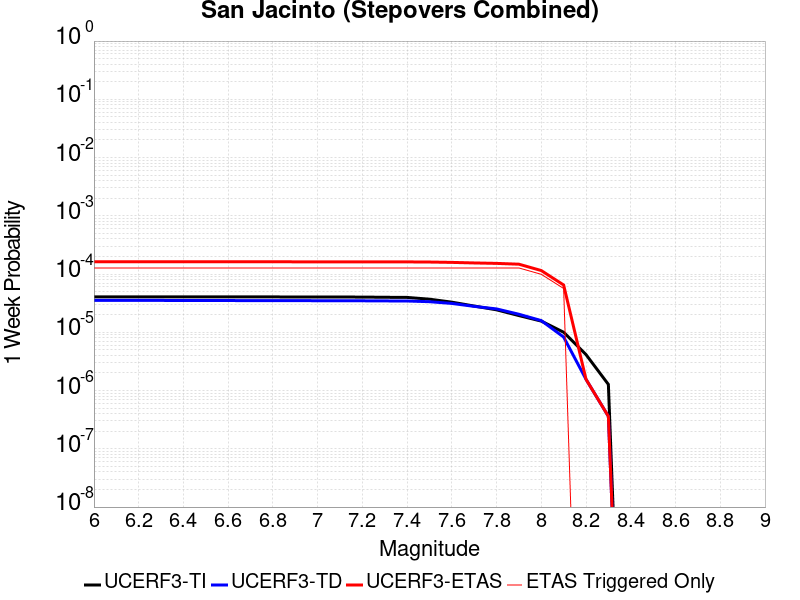 San Jacinto (Stepovers Combined)
10^0
10^-1
10^-2
10^-3
10^-4
10^-5
10^-6
10^-7
10^-8
1 Week Probability
6 6.2 6.4 6.6 6.8 7 7.2 7.4 7.6 7.8 8 8.2 8.4 8.6 8.8 9
Magnitude
UCERF3-TI UCERF3-TD UCERF3-ETAS ETAS Triggered Only